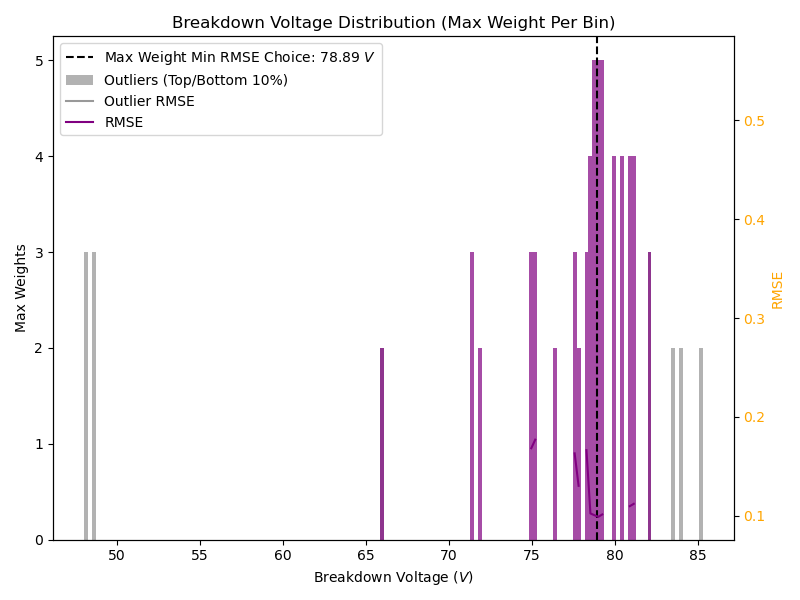 Breakdown Voltage Distribution (Max Weight Per Bin)
Max Weight Min RMSE Choice: 78.89 V
Outliers (Top/Bottom 10%)
Outlier RMSE
RMSE
Max Weights
5
4
3
2
1
0
0.5
0.4
0.3
0.2
0.1
RMSE
50 55 60 65 70 75 80 85
Breakdown Voltage (V)